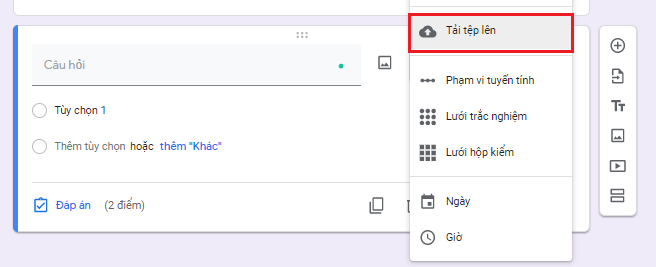 Câu hỏi
Tùy chọn 1
Thêm tùy chọn hoặc thêm "Khác"
Đáp án (2 điểm)
Tải tệp lên
Phạm vi tuyến tính
Lưới trắc nghiệm
Lưới hộp kiểm
Ngày
Giờ
Tт